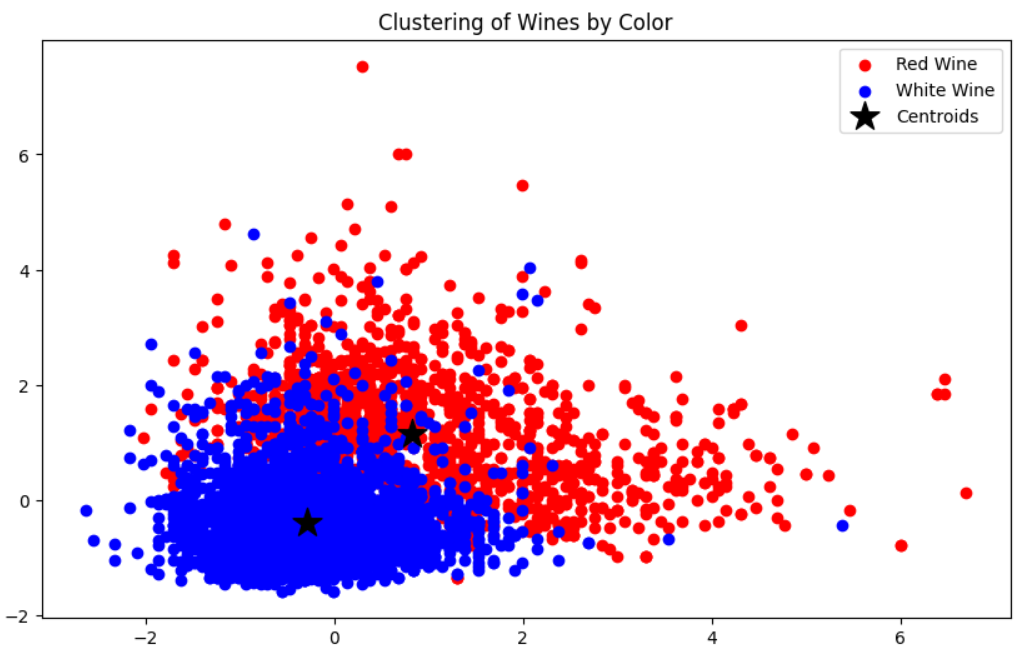 Clustering of Wines by Color
Red Wine
White Wine
Centroids
6
4
2
0
−2
−2 0 2 4 6